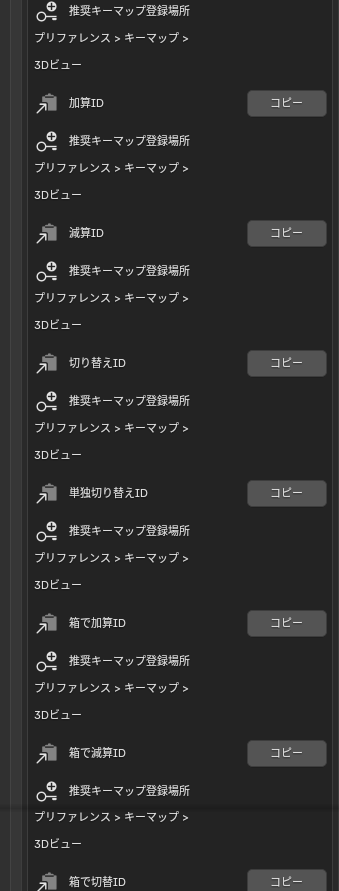 推奨キーマップ登録場所
プリファレンス > キーマップ >
3Dビュー
加算ID コピー
推奨キーマップ登録場所
プリファレンス > キーマップ >
3Dビュー
減算ID コピー
推奨キーマップ登録場所
プリファレンス > キーマップ >
3Dビュー
切り替えID コピー
推奨キーマップ登録場所
プリファレンス > キーマップ >
3Dビュー
単独切り替えID コピー
推奨キーマップ登録場所
プリファレンス > キーマップ >
3Dビュー
箱で加算ID コピー
推奨キーマップ登録場所
プリファレンス > キーマップ >
3Dビュー
箱で減算ID コピー
推奨キーマップ登録場所
プリファレンス > キーマップ >
3Dビュー
箱で切替ID コピー